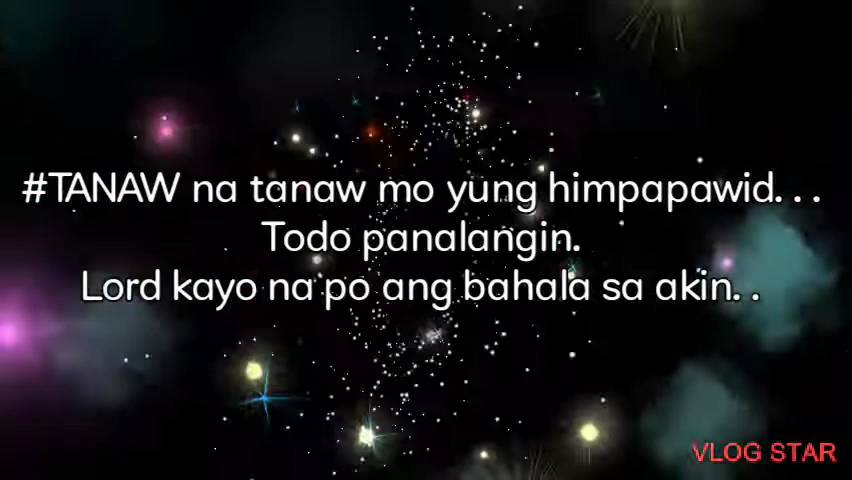 #TANAW na tanaw mo yung himpapawid. . .
Todo panalangin.
Lord kayo na po ang bahala sa akin. .
VLOG STAR